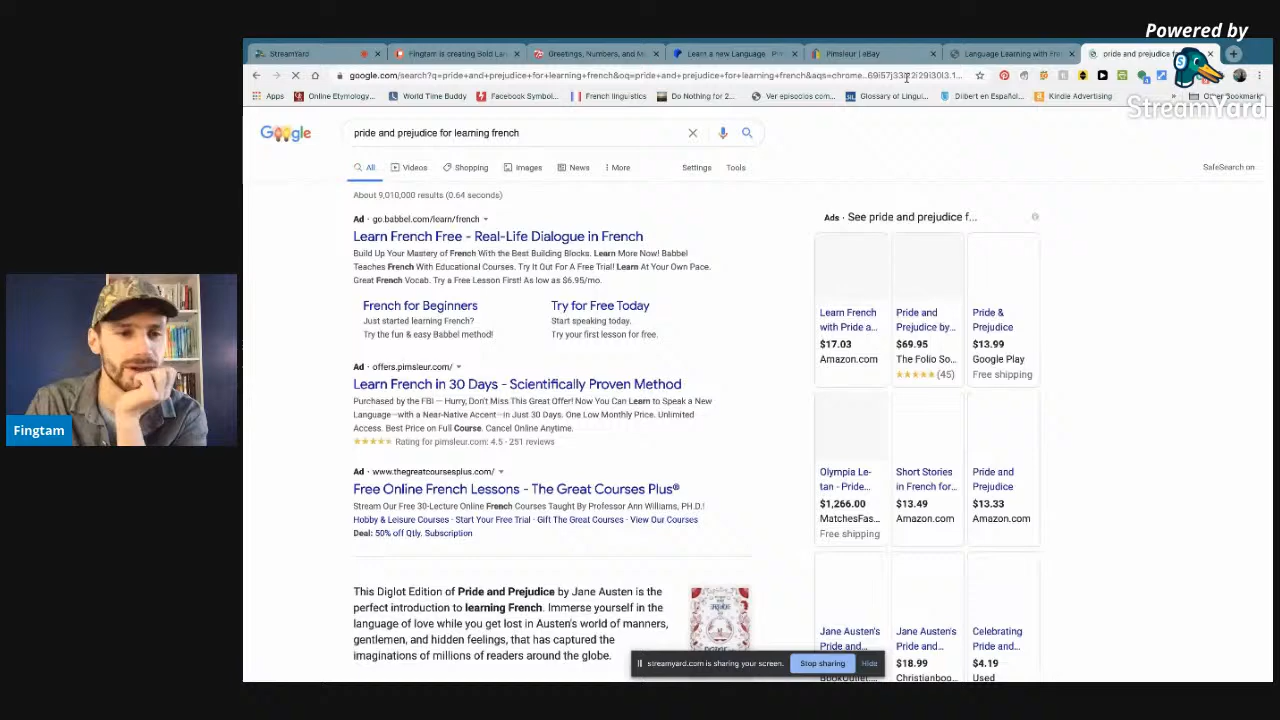 Powered by
StreamYard
StreamYard
Fingtam is creating Bold Lan
Greetings, Numbers, and M
Learn a new Language
Pimsleur | eBay
Language Learning with Fre
pride and prejudice f
google.com/search?q=pride+and+prejudice+for+learning+french&oq=pride+and+prejudice+for+learning+french&aqs=chrome..
Apps
Online Etymology...
World Time Buddy
Facebook Symbol...
French linguistics
Do Nothing for 2...
Ver episodios com...
Glossary of Lingui...
Dilbert en Español...
Kindle Advertising
Other Bookmarks
Google
pride and prejudice for learning french
All
Videos
Shopping
Images
News
More
Settings
Tools
SafeSearch on
About 9,010,000 results (0.64 seconds)
Ad · go.babbel.com/learn/french
Learn French Free - Real-Life Dialogue in French
Build Up Your Mastery of French With the Best Building Blocks. Learn More Now! Babbel
Teaches French With Educational Courses. Try It Out For A Free Trial! Learn At Your Own Pace.
Great French Vocab. Try a Free Lesson First! As low as $6.95/mo.
French for Beginners
Try for Free Today
Just started learning French?
Start speaking today.
Try the fun & easy Babbel method!
Try your first lesson for free.
Ad · offers.pimsleur.com/
Learn French in 30 Days - Scientifically Proven Method
Purchased by the FBI — Hurry, Don't Miss This Great Offer! Now You Can Learn to Speak a New
Language—with a Near-Native Accent—in Just 30 Days. One Low Monthly Price. Unlimited
Access. Best Price on Full Course. Cancel Online Anytime.
Rating for pimsleur.com: 4.5 - 251 reviews
Ad · www.thegreatcoursesplus.com/
Free Online French Lessons - The Great Courses Plus®
Stream Our Free 30-Lecture Online French Courses Taught By Professor Ann Williams, PH.D.!
Hobby & Leisure Courses · Start Your Free Trial · Gift The Great Courses · View Our Courses
Deal: 50% off Qtly. Subscription
This Diglot Edition of Pride and Prejudice by Jane Austen is the
perfect introduction to learning French. Immerse yourself in the
language of love while you get lost in Austen's world of manners,
gentlemen, and hidden feelings, that has captured the
imaginations of millions of readers around the globe.
Ads · See pride and prejudice f...
Learn French
with Pride a...
$17.03
Amazon.com
Pride and
Prejudice by...
$69.95
The Folio So...
(45)
Pride &
Prejudice
$13.99
Google Play
Free shipping
Olympia Le-
tan - Pride...
$1,266.00
MatchesFas...
Free shipping
Short Stories
in French for...
$13.49
Amazon.com
Pride and
Prejudice
$13.33
Amazon.com
Jane Austen's
Pride and...
BookOutlet...
Jane Austen's
Pride and...
$18.99
Christianboo...
Celebrating
Pride and...
$4.19
Used
streamyard.com is sharing your screen.
Stop sharing
Hide
Fingtam